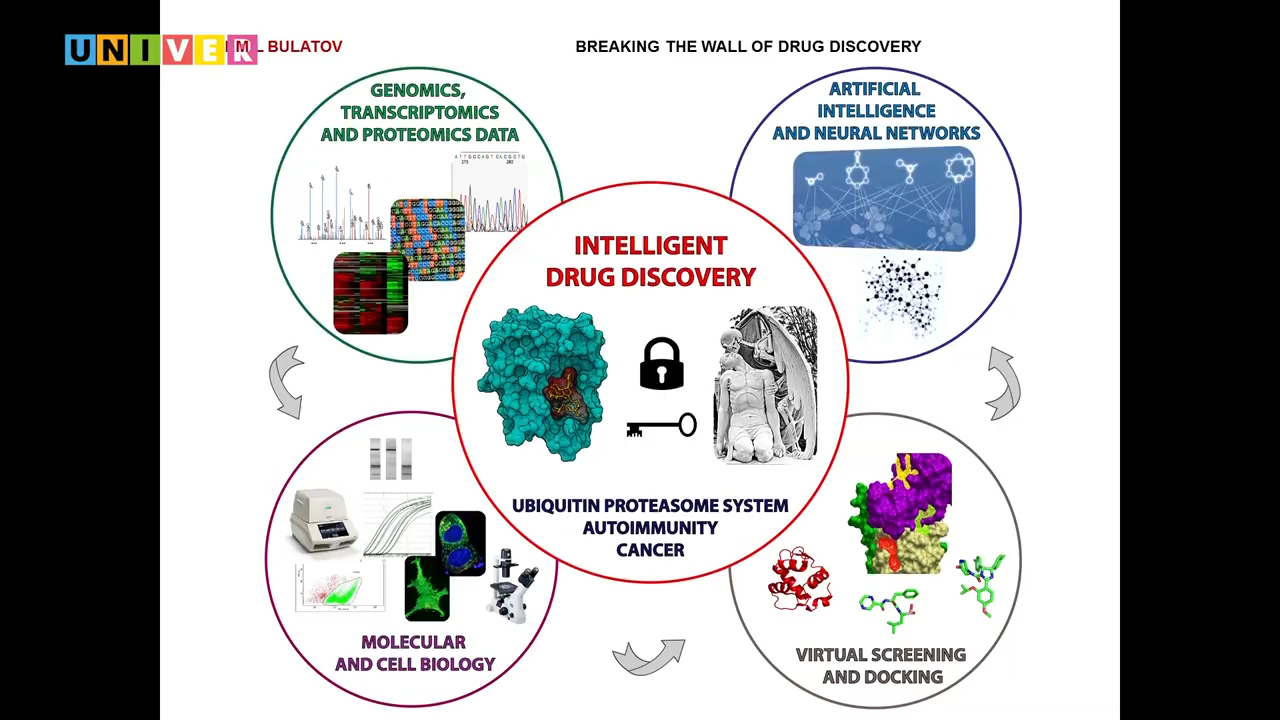 UNIVER
BULATOV
BREAKING THE WALL OF DRUG DISCOVERY
GENOMICS,
TRANSCRIPTOMICS
AND PROTEOMICS DATA
ARTIFICIAL
INTELLIGENCE
AND NEURAL NETWORKS
INTELLIGENT
DRUG DISCOVERY
UBIQUITIN PROTEASOME SYSTEM
AUTOIMMUNITY
CANCER
MOLECULAR
AND CELL BIOLOGY
VIRTUAL SCREENING
AND DOCKING